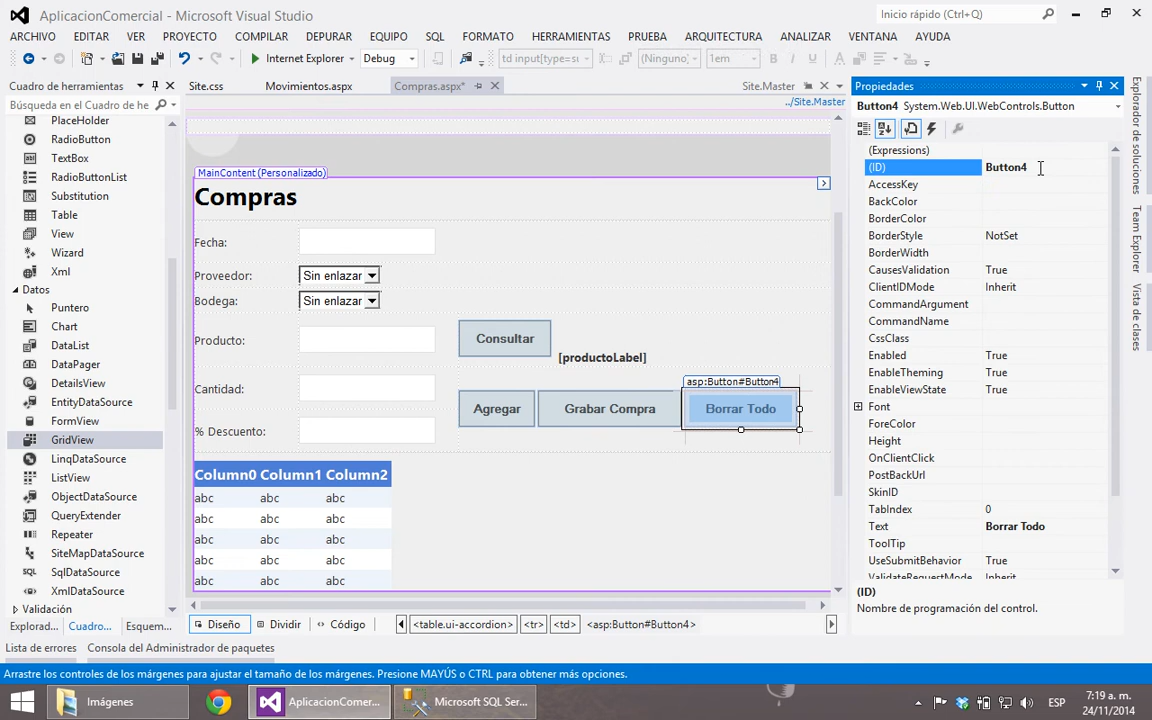 AplicacionComercial - Microsoft Visual Studio
Inicio rápido (Ctrl+Q)
ARCHIVO EDITAR VER PROYECTO COMPILAR DEPURAR EQUIPO SQL FORMATO HERRAMIENTAS PRUEBA ARQUITECTURA ANALIZAR VENTANA AYUDA
Internet Explorer Debug td input[type=su (Ninguno) 1em B I U A
Cuadro de herramientas
Búsqueda en el Cuadro de he
PlaceHolder
RadioButton
TextBox
RadioButtonList
Substitution
Table
View
Wizard
Xml
Datos
Puntero
Chart
DataList
DataPager
DetailsView
EntityDataSource
FormView
GridView
LinqDataSource
ListView
ObjectDataSource
QueryExtender
Repeater
SiteMapDataSource
SqlDataSource
XmlDataSource
Validación
Explorad... Cuadro... Esquem...
Site.css Movimientos.aspx Compras.aspx* Site.Master
../Site.Master
MainContent (Personalizado)
Compras
Fecha:
Proveedor: Sin enlazar
Bodega: Sin enlazar
Producto: Consultar [productoLabel]
asp:Button#Button4
Cantidad: Agregar Grabar Compra Borrar Todo
% Descuento:
Column0 Column1 Column2
abc abc abc
abc abc abc
abc abc abc
abc abc abc
abc abc abc
Diseño Dividir Código <table.ui-accordion> <tr> <td> <asp:Button#Button4>
Propiedades
Button4 System.Web.UI.WebControls.Button
(Expressions)
(ID) Button4
AccessKey
BackColor
BorderColor
BorderStyle NotSet
BorderWidth
CausesValidation True
ClientIDMode Inherit
CommandArgument
CommandName
CssClass
Enabled True
EnableTheming True
EnableViewState True
Font
ForeColor
Height
OnClientClick
PostBackUrl
SkinID
TabIndex 0
Text Borrar Todo
ToolTip
UseSubmitBehavior True
ValidateRequestMode Inherit
(ID)
Nombre de programación del control.
Explorador de soluciones
Team Explorer
Vista de clases
Lista de errores Consola del Administrador de paquetes
Arrastre los controles de los márgenes para ajustar el tamaño de los márgenes. Presione MAYÚS o CTRL para obtener más opciones.
Imágenes AplicacionComercial... Microsoft SQL Se... ESP 7:19 a. m.
24/11/2014